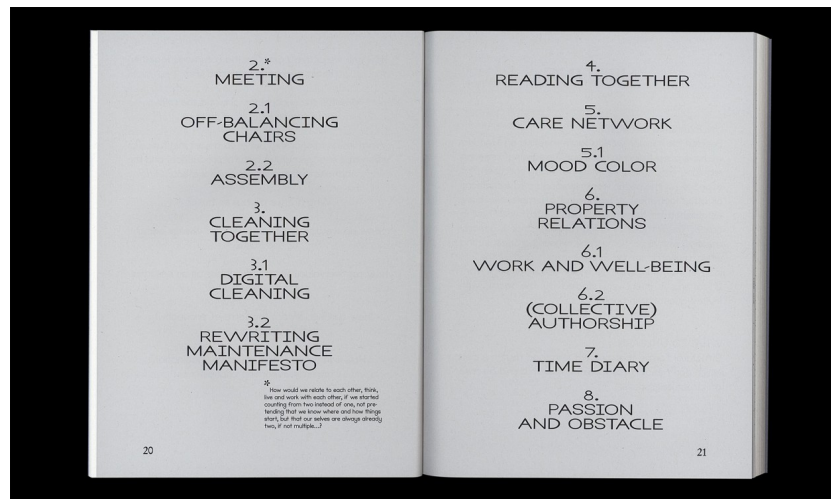 2.*
MEETING
2.1
OFF-BALANCING
CHAIRS
2.2
ASSEMBLY
3.
CLEANING
TOGETHER
3.1
DIGITAL
CLEANING
3.2
REWRITING
MAINTENANCE
MANIFESTO
*
How would we relate to each other, think,
live and work with each other, if we started
counting from two instead of one, not pre-
tending that we know where and how things
start, but that our selves are always already
two, if not multiple...?
20
4.
READING TOGETHER
5.
CARE NETWORK
5.1
MOOD COLOR
6.
PROPERTY
RELATIONS
6.1
WORK AND WELL-BEING
6.2
(COLLECTIVE)
AUTHORSHIP
7.
TIME DIARY
8.
PASSION
AND OBSTACLE
21